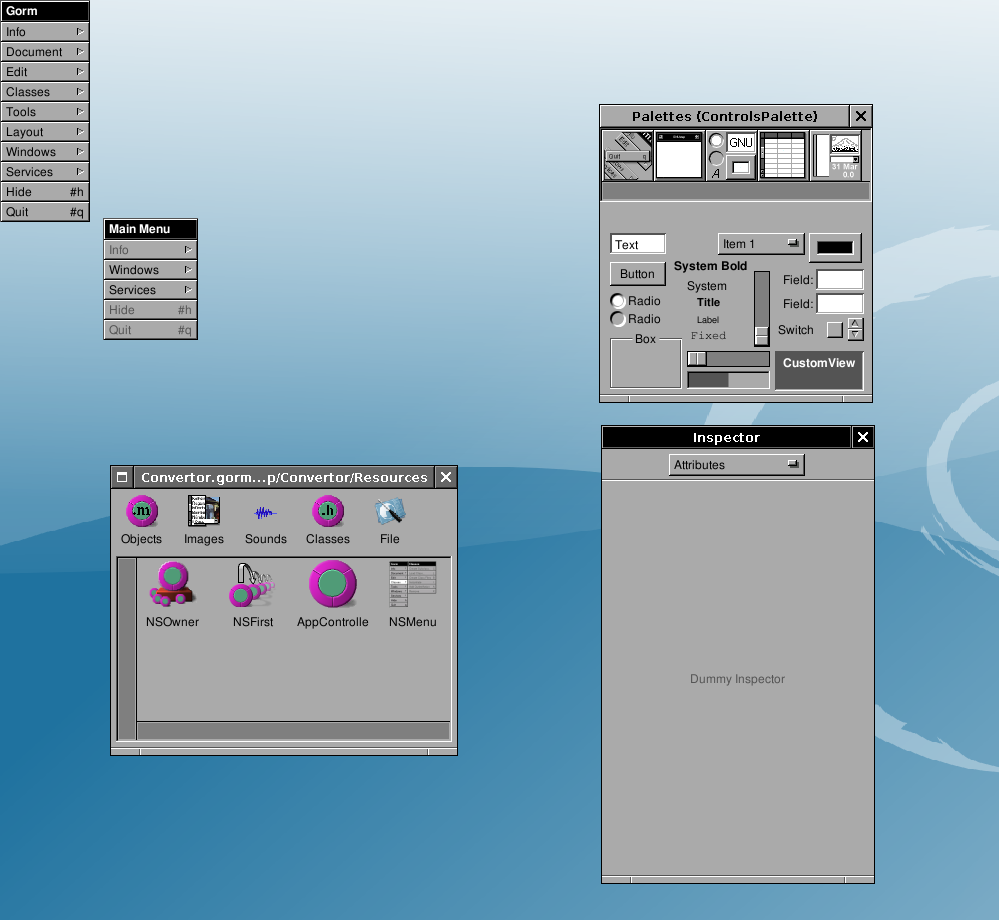 Gorm
Info
Document
Edit
Classes
Tools
Layout
Windows
Services
Hide #h
Quit #q
Main Menu
Info
Windows
Services
Hide #h
Quit #q
Palettes (ControlsPalette)
Quit q
GNU
A
31 Mar
0.0
Text
Item 1
Button
System Bold
System
Title
Label
Fixed
Radio
Radio
Box
Field:
Field:
Switch
CustomView
Convertor.gorm...p/Convertor/Resources
.m
.h
Objects Images Sounds Classes File
NSOwner NSFirst AppControlle NSMenu
Inspector
Attributes
Dummy Inspector